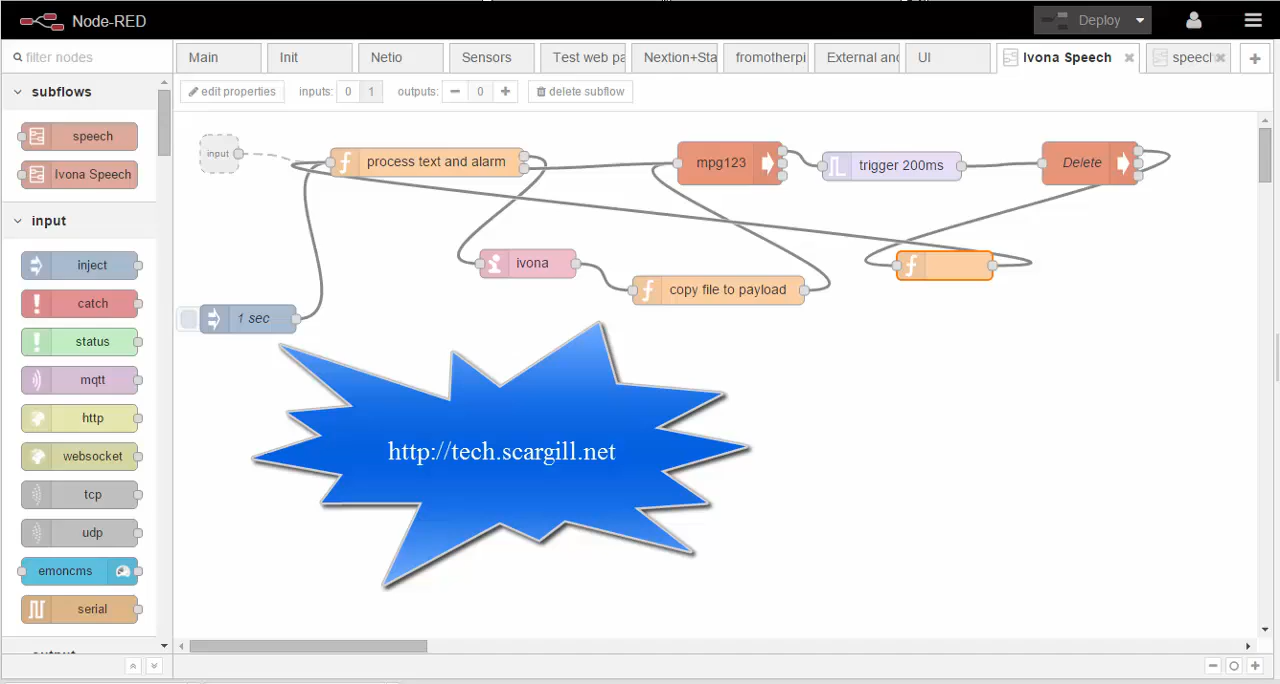 Node-RED
Deploy
filter nodes
Main
Init
Netio
Sensors
Test web pa
Nextion+Sta
fromotherpi
External and
UI
Ivona Speech
speech
subflows
edit properties
inputs: 0 1
outputs: 0
delete subflow
speech
Ivona Speech
input
inject
catch
status
mqtt
http
websocket
tcp
udp
emoncms
serial
input
process text and alarm
mpg123
trigger 200ms
Delete
ivona
copy file to payload
1 sec
http://tech.scargill.net